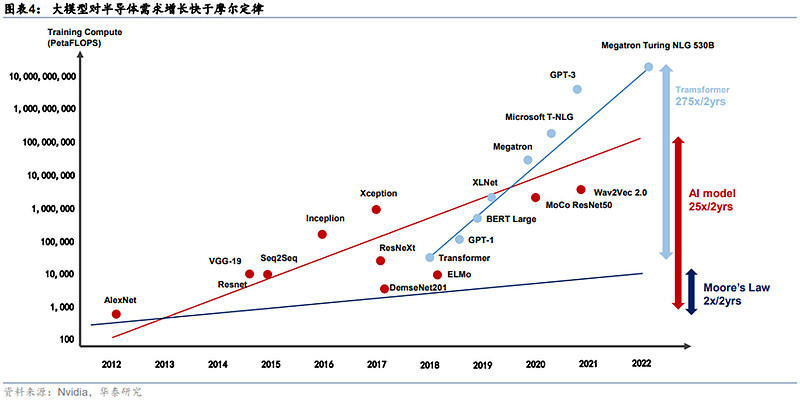 图表4： 大模型对半导体需求增长快于摩尔定律
Training Compute
(PetaFLOPS)
10,000,000,000
1,000,000,000
100,000,000
10,000,000
1,000,000
100,000
10,000
1,000
100
2012
2013
2014
2015
2016
2017
2018
2019
2020
2021
2022
AlexNet
VGG-19
Resnet
Seq2Seq
Inception
Xception
ResNeXt
DomseNet201
ELMo
Transformer
GPT-1
BERT Large
XLNet
Megatron
Microsoft T-NLG
GPT-3
Megatron Turing NLG 530B
MoCo ResNet50
Wav2Vec 2.0
Tramsformer
275x/2yrs
AI model
25x/2yrs
Moore's Law
2x/2yrs
资料来源：Nvidia，华泰研究